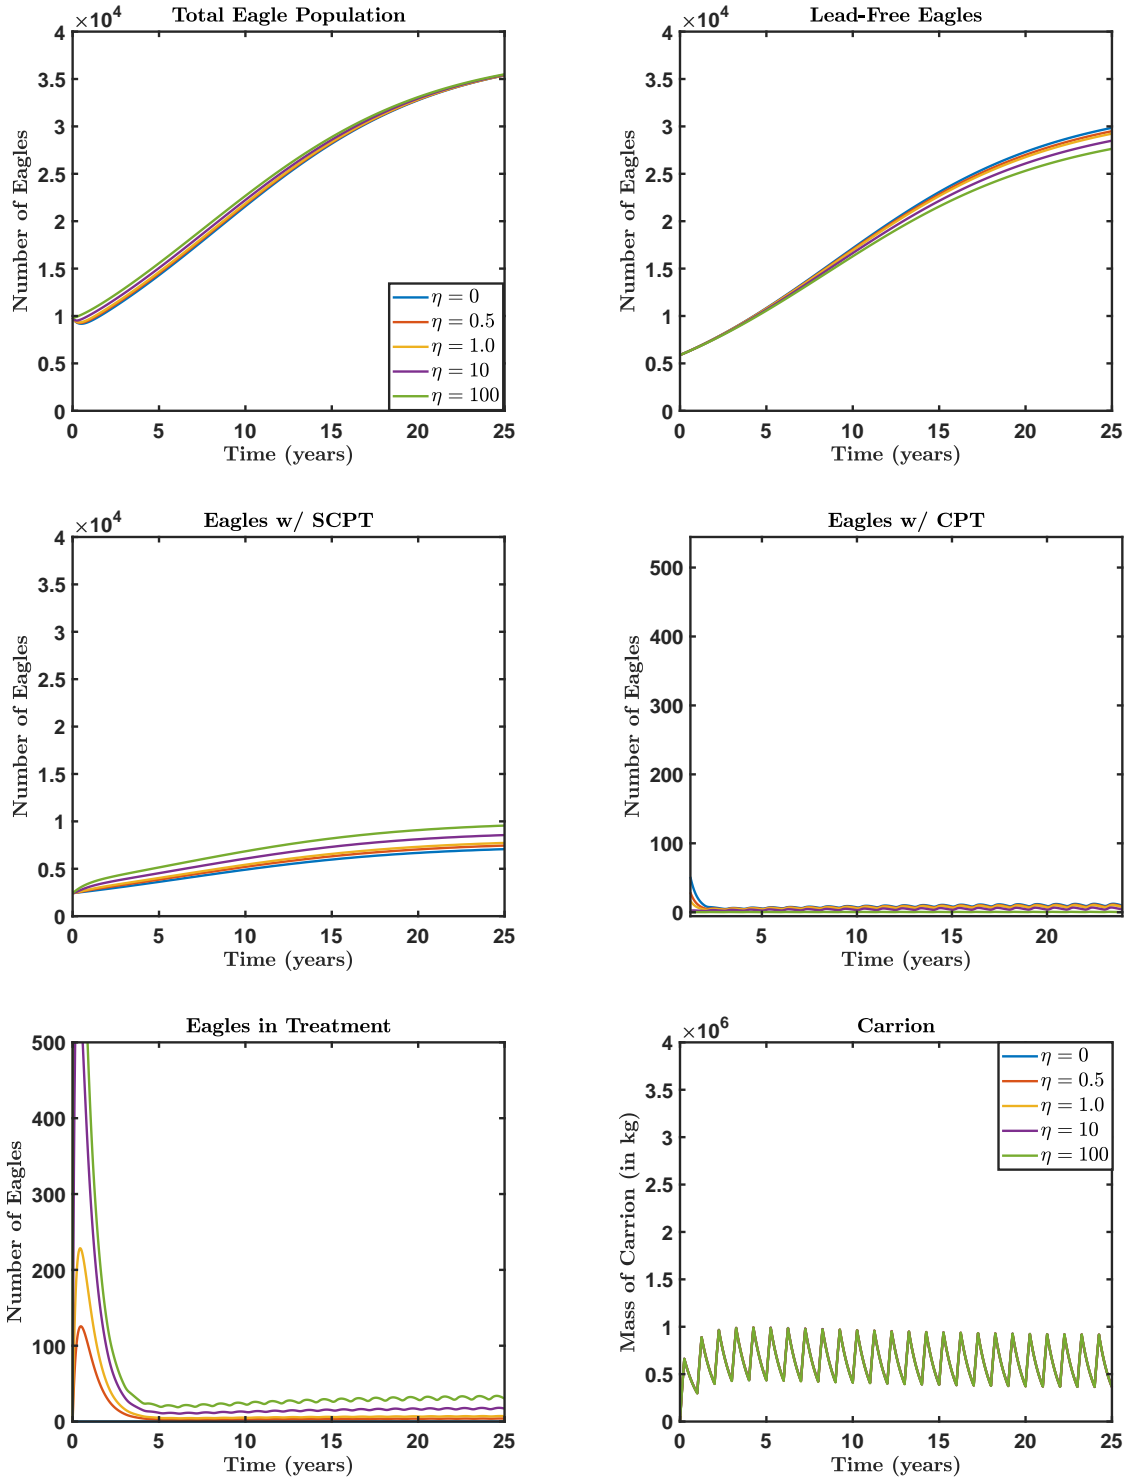 Total Eagle Population
×10⁴
4
3.5
3
2.5
2
1.5
1
0.5
0
Number of Eagles
η = 0
η = 0.5
η = 1.0
η = 10
η = 100
0 5 10 15 20 25
Time (years)
Lead-Free Eagles
×10⁴
4
3.5
3
2.5
2
1.5
1
0.5
0
Number of Eagles
0 5 10 15 20 25
Time (years)
Eagles w/ SCPT
×10⁴
4
3.5
3
2.5
2
1.5
1
0.5
0
Number of Eagles
0 5 10 15 20 25
Time (years)
Eagles w/ CPT
500
400
300
200
100
0
Number of Eagles
5 10 15 20
Time (years)
Eagles in Treatment
500
400
300
200
100
0
Number of Eagles
0 5 10 15 20 25
Time (years)
Carrion
×10⁶
4
3.5
3
2.5
2
1.5
1
0.5
0
Mass of Carrion (in kg)
η = 0
η = 0.5
η = 1.0
η = 10
η = 100
0 5 10 15 20 25
Time (years)